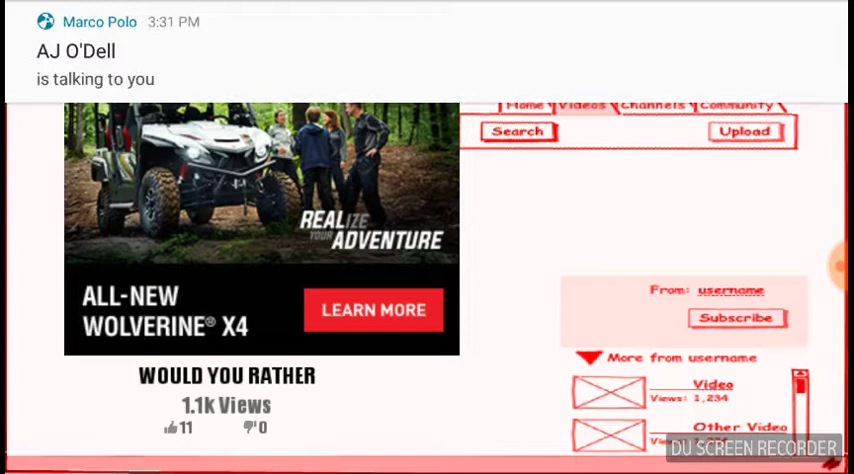 Marco Polo 3:31 PM
AJ O'Dell
is talking to you
Home Videos Channels Community
Search Upload
REALIZE
YOUR ADVENTURE
ALL-NEW
WOLVERINE® X4
LEARN MORE
From: username
Subscribe
WOULD YOU RATHER
1.1k Views
11 0
More from username
Video
Views: 1,234
Other Video
DU SCREEN RECORDER